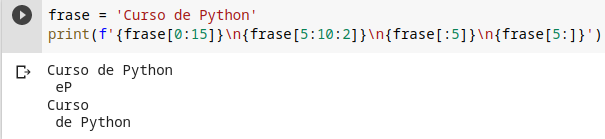 frase = 'Curso de Python'
print(f'{frase[0:15]}\n{frase[5:10:2]}\n{frase[:5]}\n{frase[5:]}')
Curso de Python
 eP
Curso
 de Python